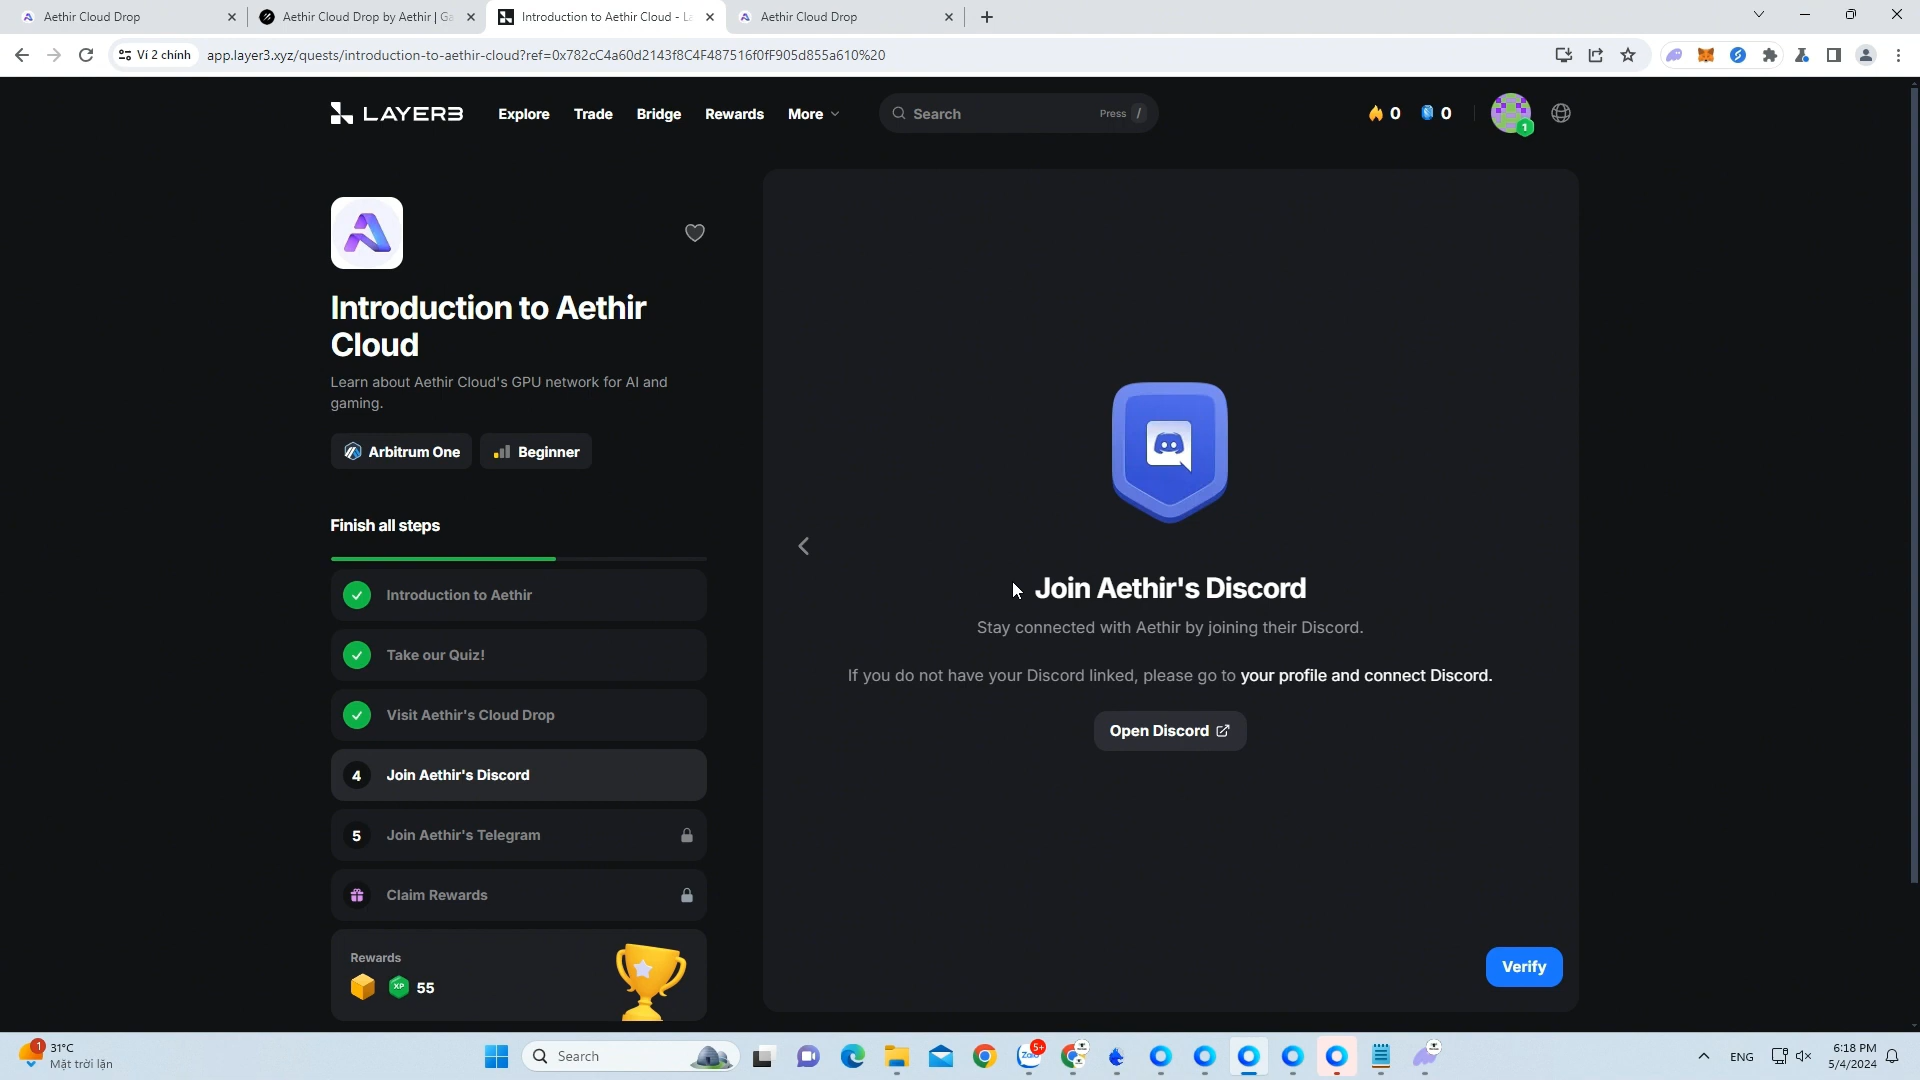 Aethir Cloud Drop
Aethir Cloud Drop by Aethir | Ga
Introduction to Aethir Cloud - La
Aethir Cloud Drop
Ví 2 chính
app.layer3.xyz/quests/introduction-to-aethir-cloud?ref=0x782cC4a60d2143f8C4F487516f0fF905d855a610%20
LAYER3
Explore
Trade
Bridge
Rewards
More
Search
Press /
0
0
1
Introduction to Aethir
Cloud
Learn about Aethir Cloud's GPU network for AI and
gaming.
Arbitrum One
Beginner
Finish all steps
Introduction to Aethir
Take our Quiz!
Visit Aethir's Cloud Drop
4 Join Aethir's Discord
5 Join Aethir's Telegram
Claim Rewards
Rewards
XP 55
Join Aethir's Discord
Stay connected with Aethir by joining their Discord.
If you do not have your Discord linked, please go to your profile and connect Discord.
Open Discord
Verify
1
31°C
Mặt trời lặn
Search
Zalo
5+
ENG
6:18 PM
5/4/2024